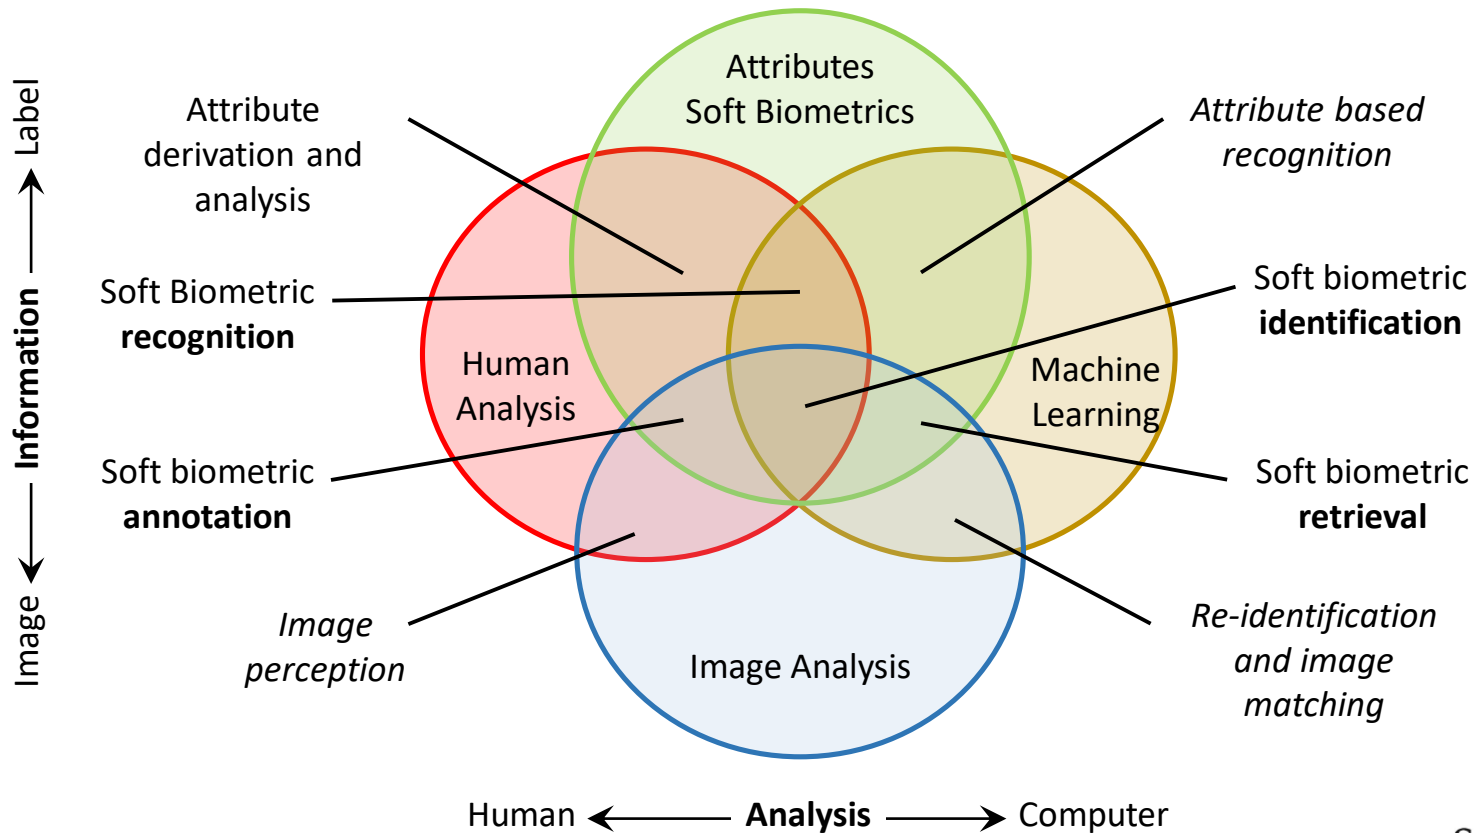 Attributes
Soft Biometrics
Attribute
derivation and
analysis
Attribute based
recognition
Soft Biometric
recognition
Soft biometric
identification
Human
Analysis
Machine
Learning
Soft biometric
annotation
Soft biometric
retrieval
Image
perception
Image Analysis
Re-identification
and image
matching
Label
Information
Image
Human
Analysis
Computer